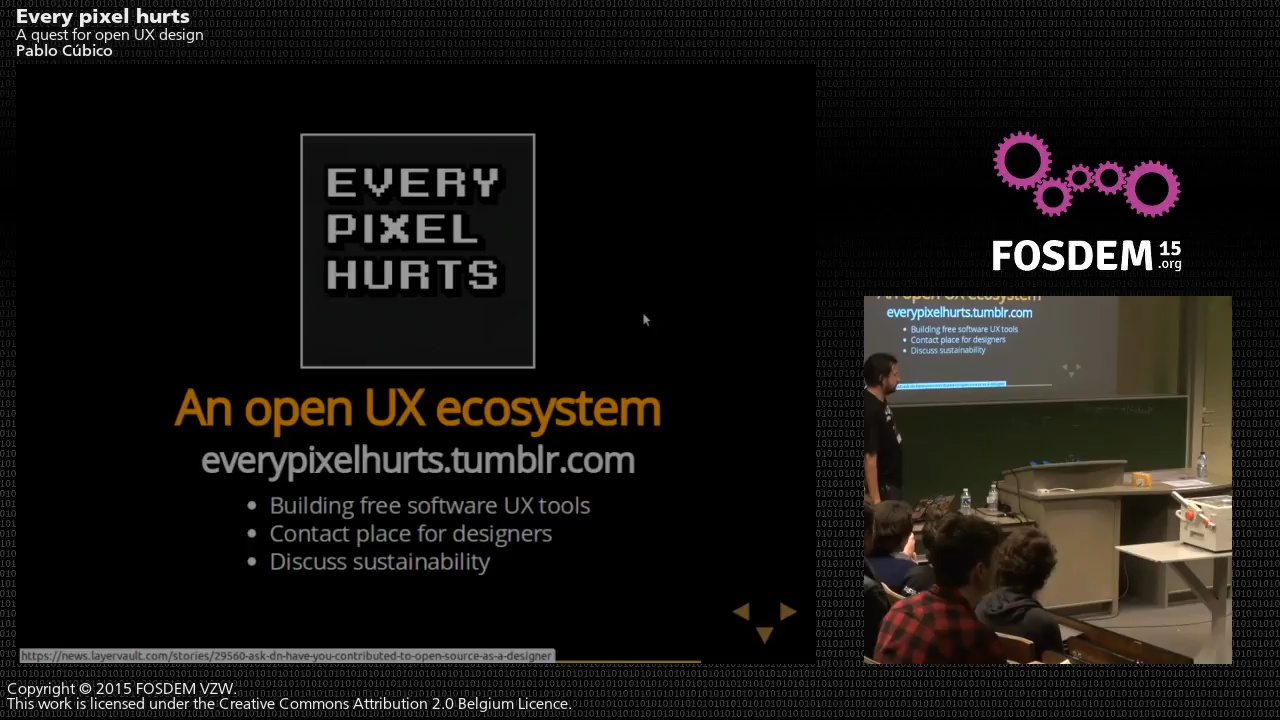 Every pixel hurts
A quest for open UX design
Pablo Cúbico
EVERY
PIXEL
HURTS
An open UX ecosystem
everypixelhurts.tumblr.com
Building free software UX tools
Contact place for designers
Discuss sustainability
https://news.layervault.com/stories/29560-ask-dn-have-you-contributed-to-open-source-as-a-designer
FOSDEM 15
.org
An open UX ecosystem
everypixelhurts.tumblr.com
Building free software UX tools
Contact place for designers
Discuss sustainability
Copyright © 2015 FOSDEM VZW.
This work is licensed under the Creative Commons Attribution 2.0 Belgium Licence.